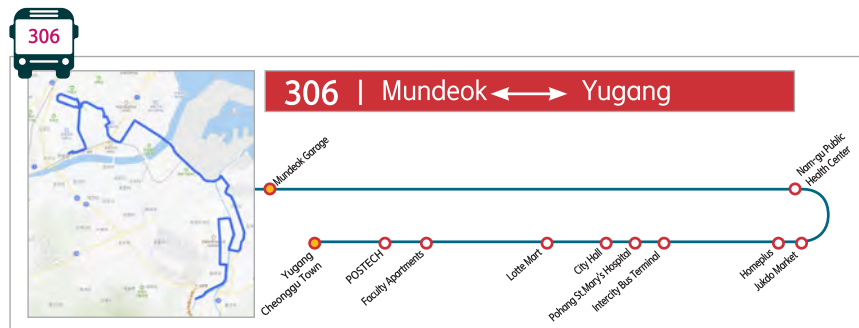 306
306 | Mundeok ↔ Yugang
Mundeok Garage
Nam-gu Public
Health Center
Yugang
Cheonggu Town
POSTECH
Faculty Apartments
Lotte Mart
City Hall
Pohang St.Mary's Hospital
Intercity Bus Terminal
Homeplus
Jukdo Market